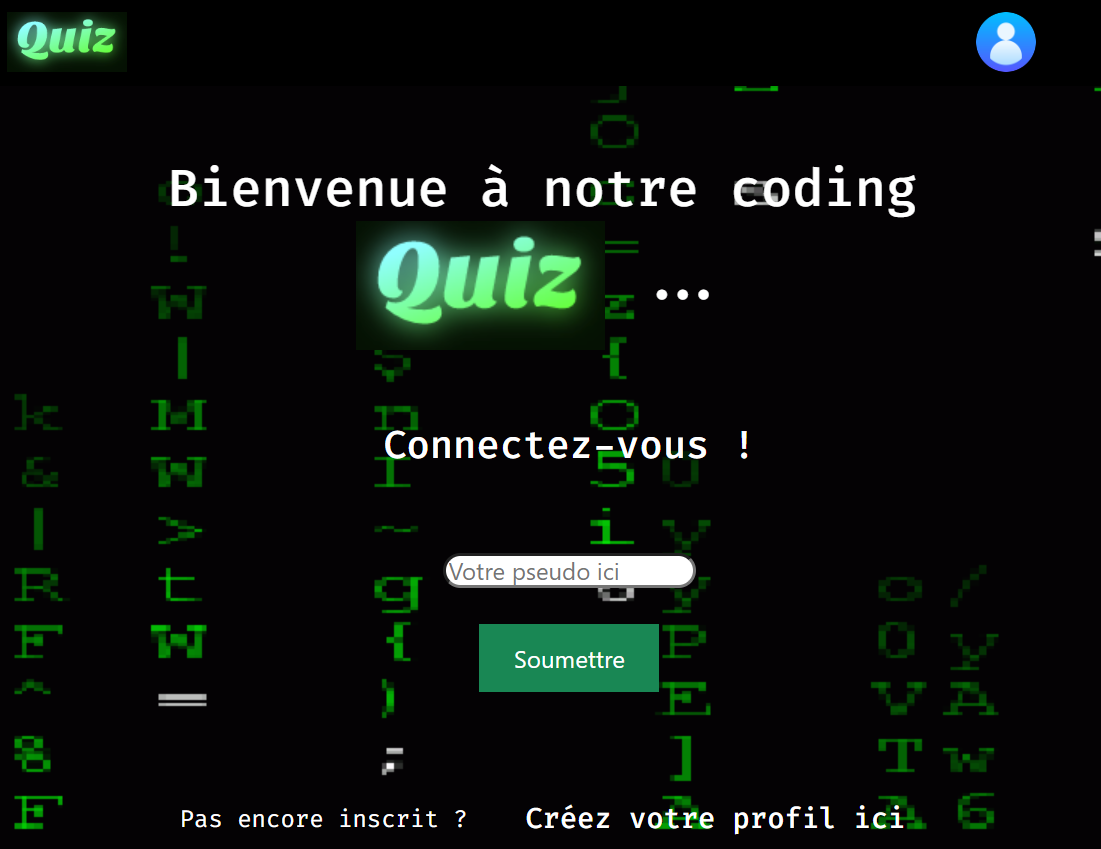 Quiz
Bienvenue à notre coding
Quiz ...
Connectez-vous !
Votre pseudo ici
Soumettre
Pas encore inscrit ? Créez votre profil ici